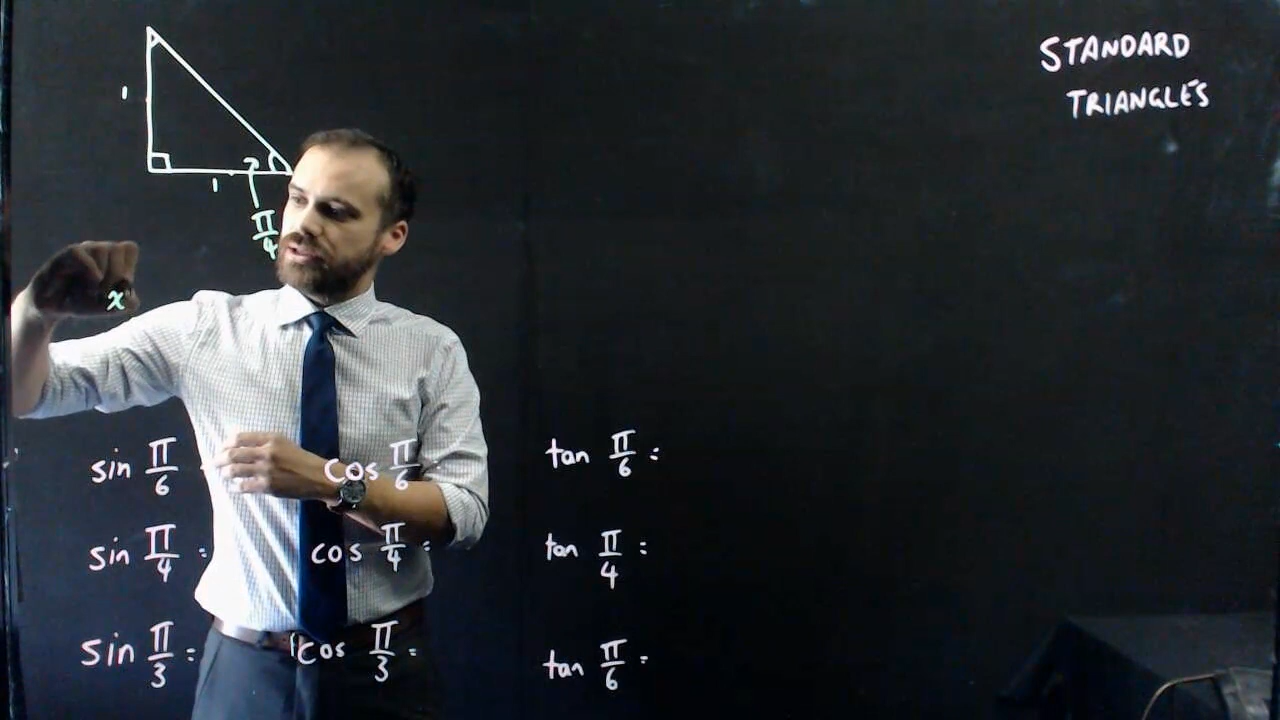 STANDARD
TRIANGLES
1
1
π/4
x
sin π/6 cos π/6 tan π/6 =
sin π/4 = cos π/4 = tan π/4 =
sin π/3 = cos π/3 = tan π/6 =